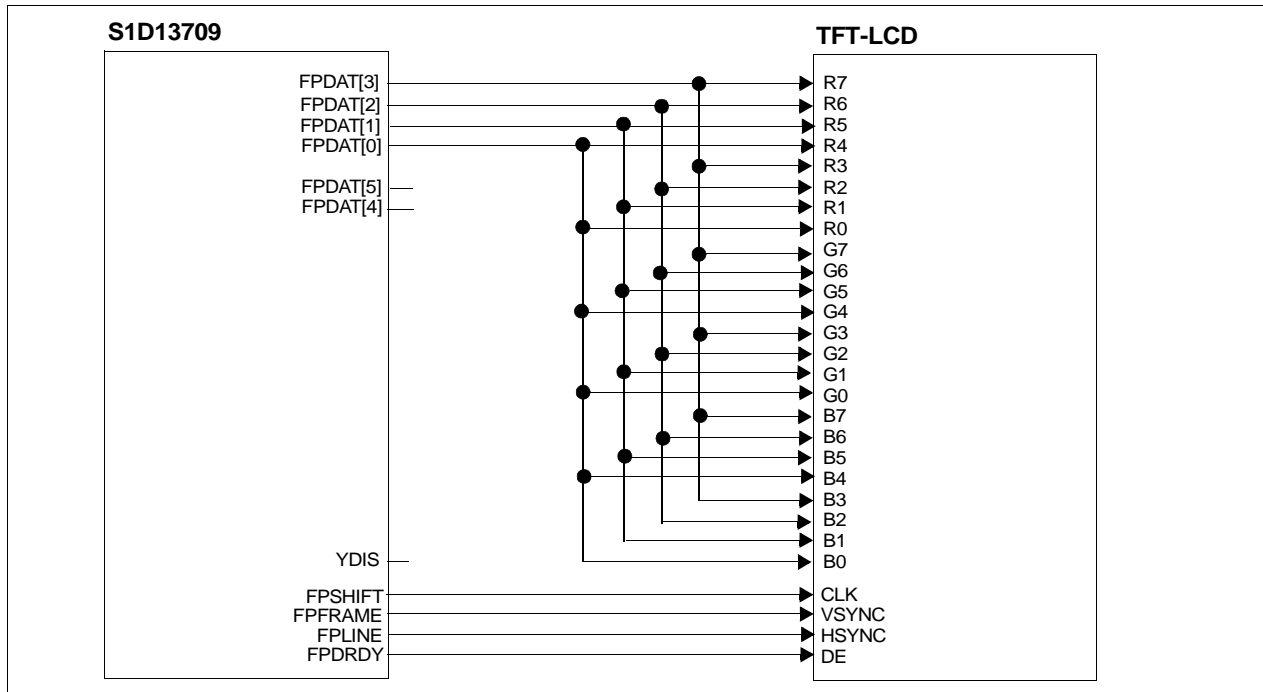 S1D13709
TFT-LCD
FPDAT[3]
FPDAT[2]
FPDAT[1]
FPDAT[0]
FPDAT[5]
FPDAT[4]
YDIS
FPSHIFT
FPFRAME
FPLINE
FPDRDY
R7
R6
R5
R4
R3
R2
R1
R0
G7
G6
G5
G4
G3
G2
G1
G0
B7
B6
B5
B4
B3
B2
B1
B0
CLK
VSYNC
HSYNC
DE